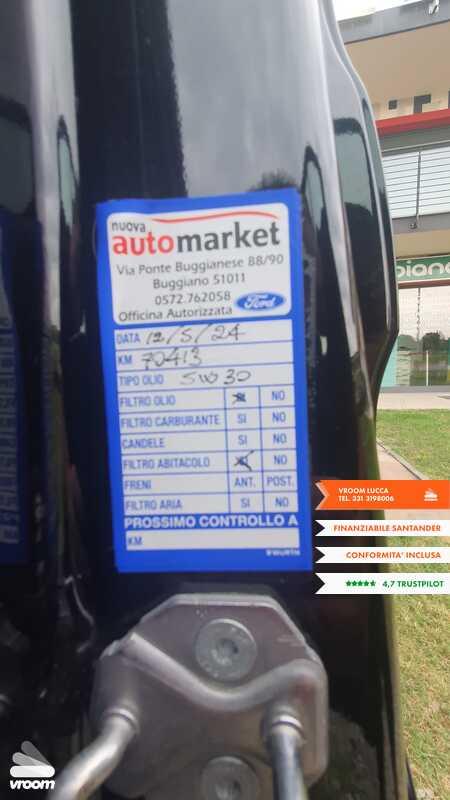 nuova
automarket
Via Ponte Buggianese 88/90
Buggiano 51011
0572.762058
Officina Autorizzata Ford
DATA 12/5/24
KM 70413
TIPO OLIO 5W30
FILTRO OLIO SI NO
FILTRO CARBURANTE SI NO
CANDELE SI NO
FILTRO ABITACOLO SI NO
FRENI ANT. POST.
FILTRO ARIA SI NO
PROSSIMO CONTROLLO A
KM
WÜRTH
VROOM LUCCA
TEL. 331 3198006
FINANZIABILE SANTANDER
CONFORMITA' INCLUSA
4,7 TRUSTPILOT
vroom